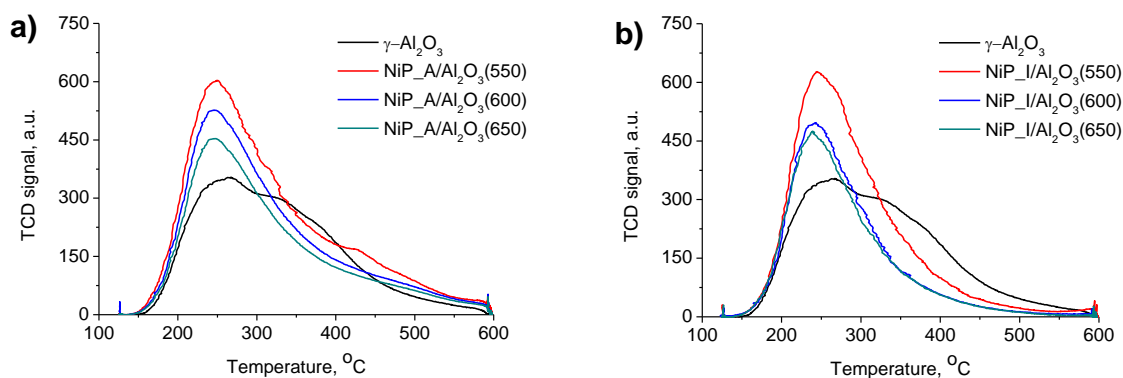 a)
TCD signal, a.u.
750
600
450
300
150
0
100 200 300 400 500 600
Temperature, °C
γ–Al₂O₃
NiP_A/Al₂O₃(550)
NiP_A/Al₂O₃(600)
NiP_A/Al₂O₃(650)
b)
TCD signal, a.u.
750
600
450
300
150
0
100 200 300 400 500 600
Temperature, °C
γ–Al₂O₃
NiP_I/Al₂O₃(550)
NiP_I/Al₂O₃(600)
NiP_I/Al₂O₃(650)